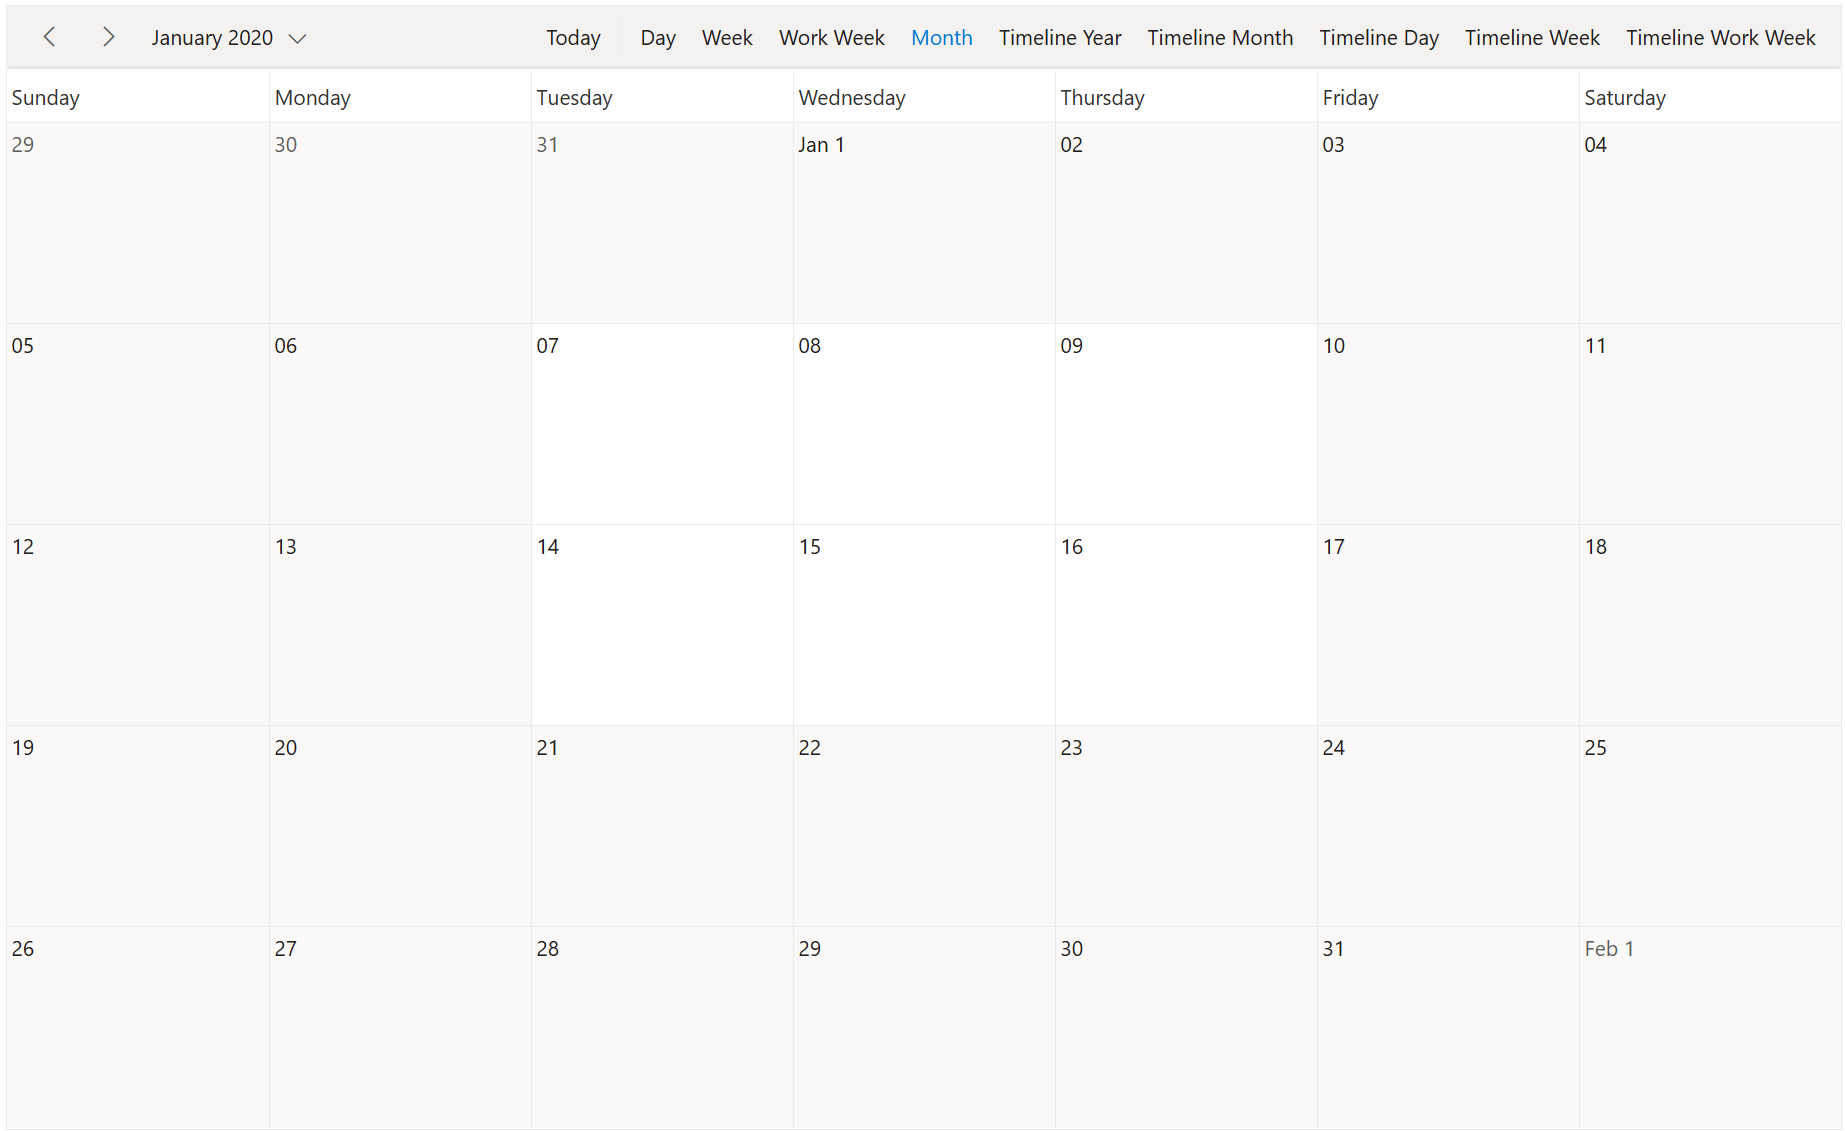 January 2020 Today Day Week Work Week Month Timeline Year Timeline Month Timeline Day Timeline Week Timeline Work Week
Sunday Monday Tuesday Wednesday Thursday Friday Saturday
29 30 31 Jan 1 02 03 04
05 06 07 08 09 10 11
12 13 14 15 16 17 18
19 20 21 22 23 24 25
26 27 28 29 30 31 Feb 1